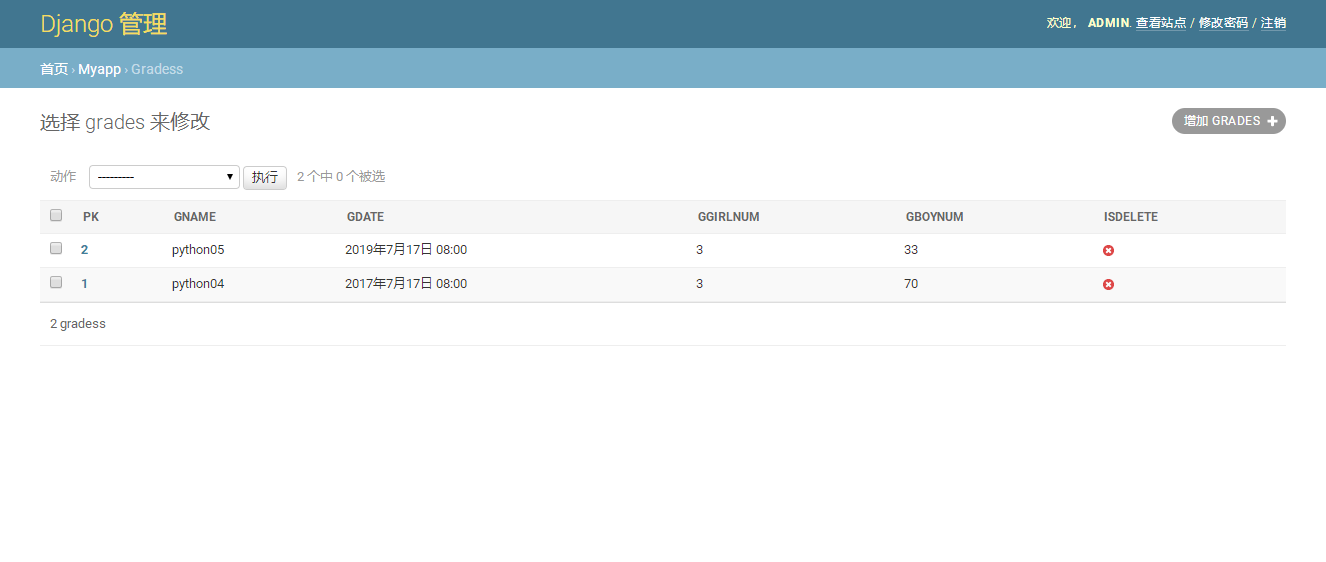 Django 管理
欢迎， ADMIN. 查看站点 / 修改密码 / 注销
首页 › Myapp › Gradess
选择 grades 来修改
增加 GRADES
动作 --------- 执行 2 个中 0 个被选
PK GNAME GDATE GGIRLNUM GBOYNUM ISDELETE
2 python05 2019年7月17日 08:00 3 33
1 python04 2017年7月17日 08:00 3 70
2 gradess